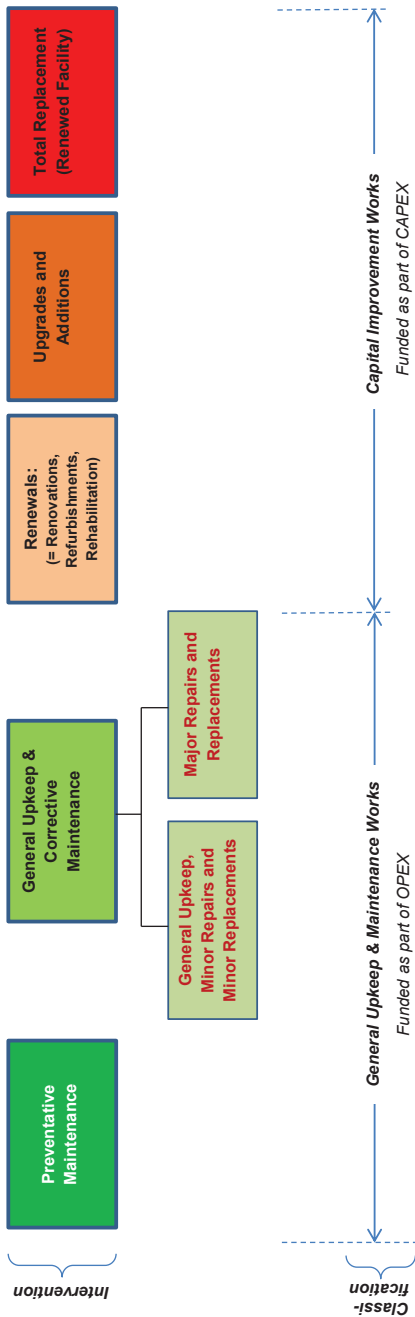 Intervention
Preventative
Maintenance
General Upkeep &
Corrective
Maintenance
Renewals:
(= Renovations,
Refurbishments,
Rehabilitation)
Upgrades and
Additions
Total Replacement
(Renewed Facility)
General Upkeep,
Minor Repairs and
Minor Replacements
Major Repairs and
Replacements
Classi-
fication
General Upkeep & Maintenance Works
Funded as part of OPEX
Capital Improvement Works
Funded as part of CAPEX